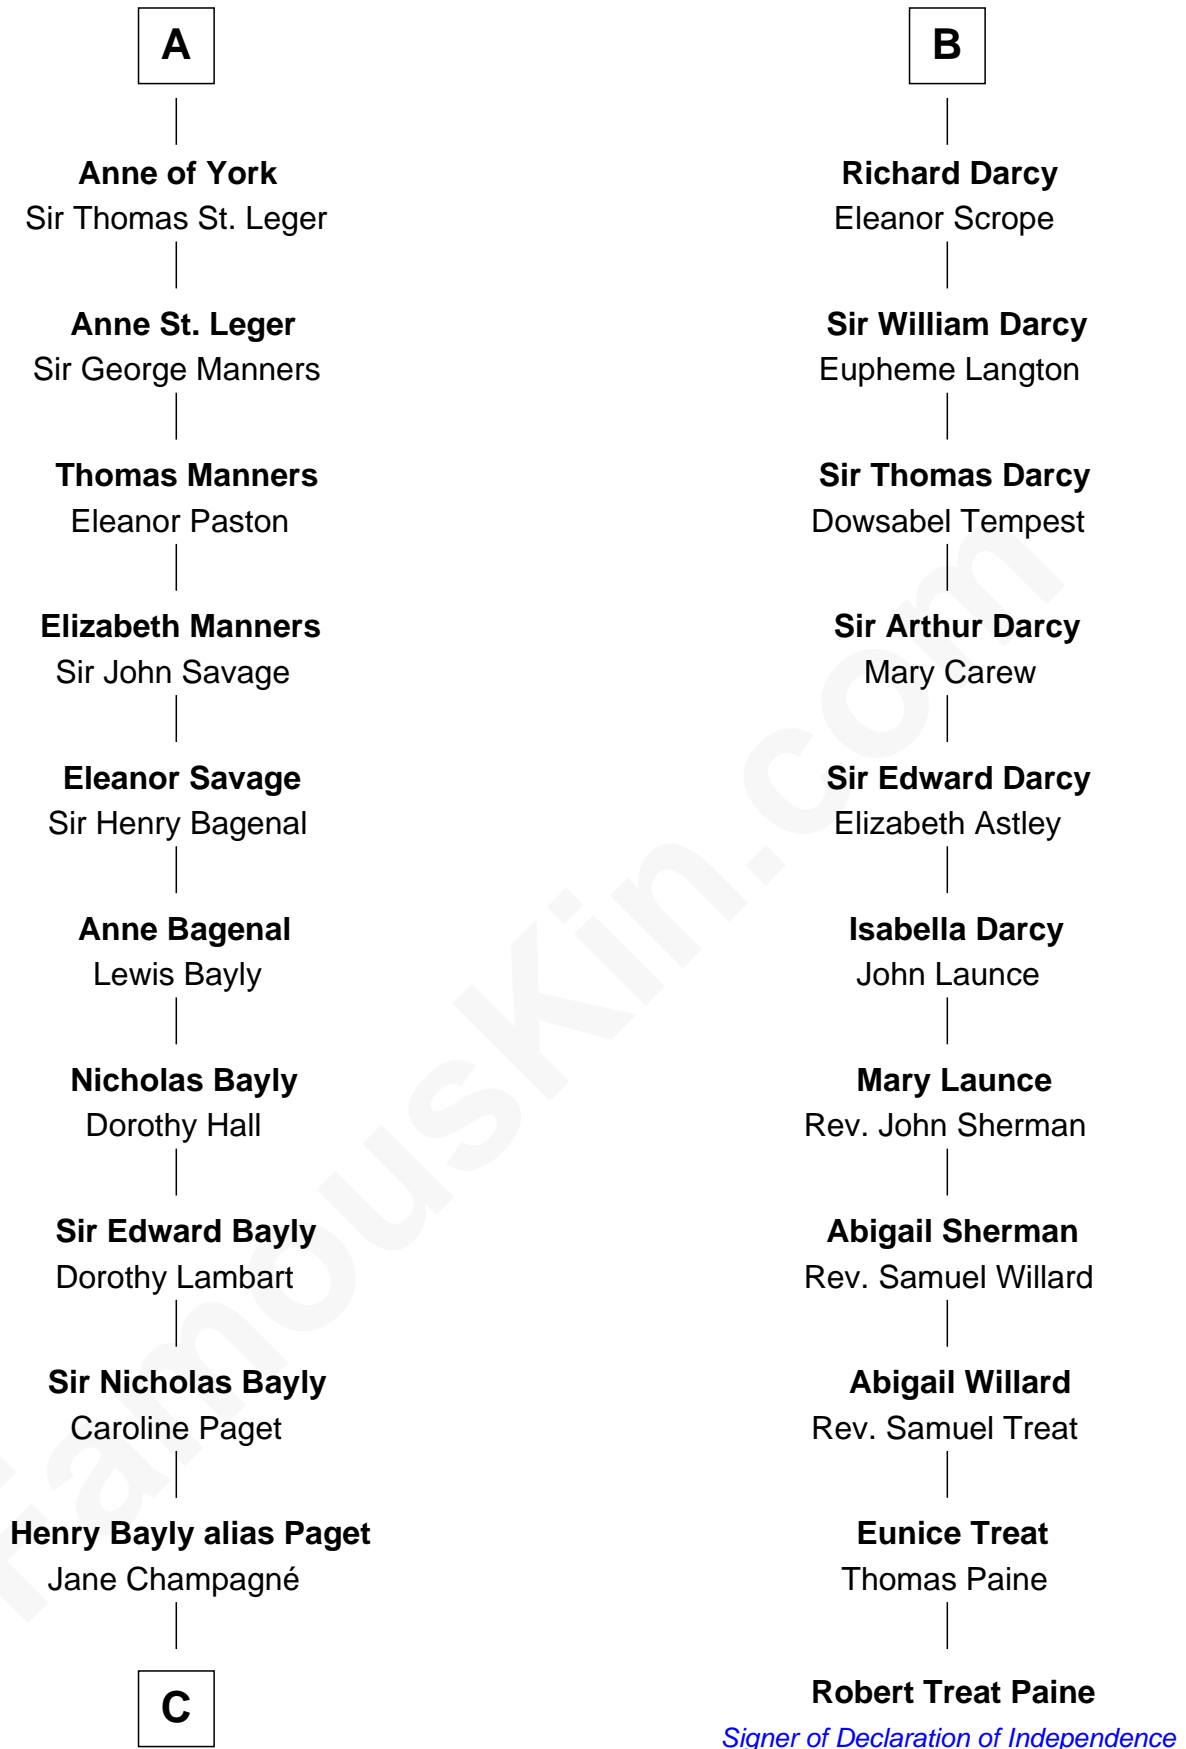 A
Anne of York
Sir Thomas St. Leger
Anne St. Leger
Sir George Manners
Thomas Manners
Eleanor Paston
Elizabeth Manners
Sir John Savage
Eleanor Savage
Sir Henry Bagenal
Anne Bagenal
Lewis Bayly
Nicholas Bayly
Dorothy Hall
Sir Edward Bayly
Dorothy Lambart
Sir Nicholas Bayly
Caroline Paget
Henry Bayly alias Paget
Jane Champagné
C
B
Richard Darcy
Eleanor Scrope
Sir William Darcy
Eupheme Langton
Sir Thomas Darcy
Dowsabel Tempest
Sir Arthur Darcy
Mary Carew
Sir Edward Darcy
Elizabeth Astley
Isabella Darcy
John Launce
Mary Launce
Rev. John Sherman
Abigail Sherman
Rev. Samuel Willard
Abigail Willard
Rev. Samuel Treat
Eunice Treat
Thomas Paine
Robert Treat Paine
Signer of Declaration of Independence
famouskin.com